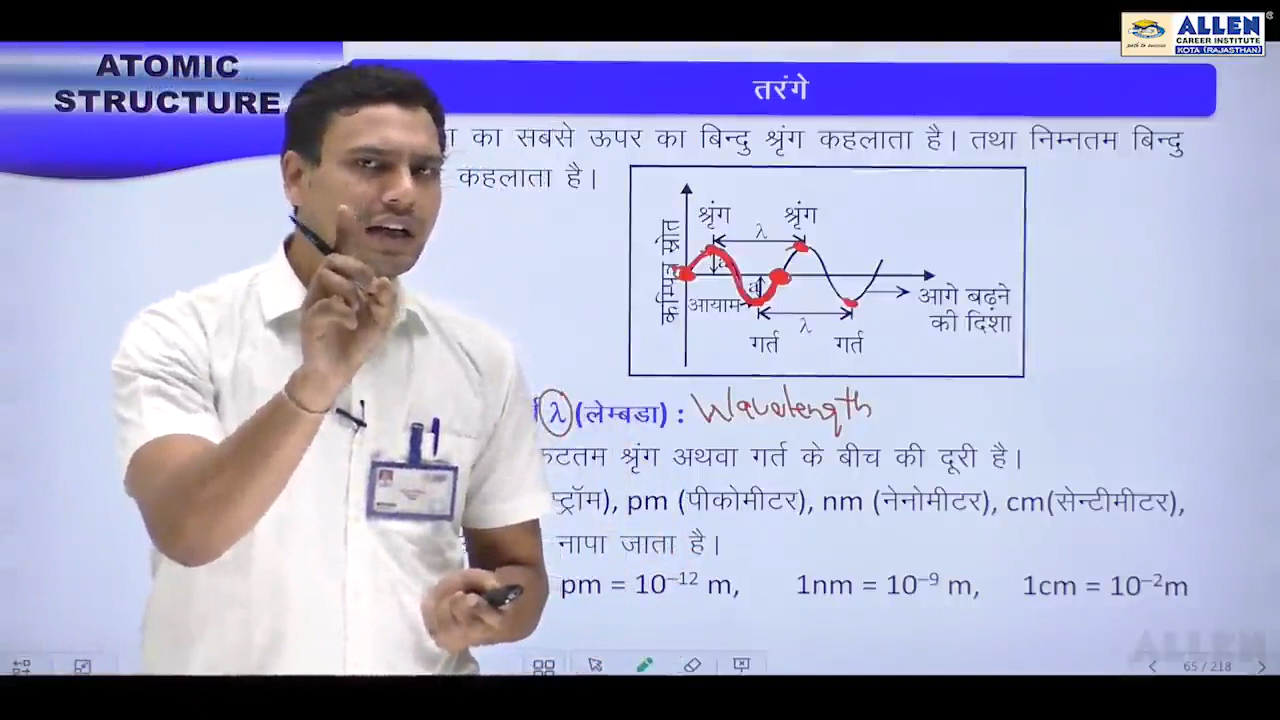 ALLEN
CAREER INSTITUTE
KOTA (RAJASTHAN)
ATOMIC
STRUCTURE
तरंगे
का सबसे ऊपर का बिन्दु श्रृंग कहलाता है। तथा निम्नतम बिन्दु
कहलाता है।
श्रृंग श्रृंग
λ
कम्पित स्रोत
a
a
आयाम
आगे बढ़ने
की दिशा
λ
गर्त गर्त
λ (लेम्बडा) : Wavelength
श्रृंग अथवा गर्त के बीच की दूरी है।
pm (पीकोमीटर), nm (नेनोमीटर), cm(सेन्टीमीटर),
नापा जाता है।
pm = 10⁻¹² m, 1nm = 10⁻⁹ m, 1cm = 10⁻²m
ALLEN
65 / 218